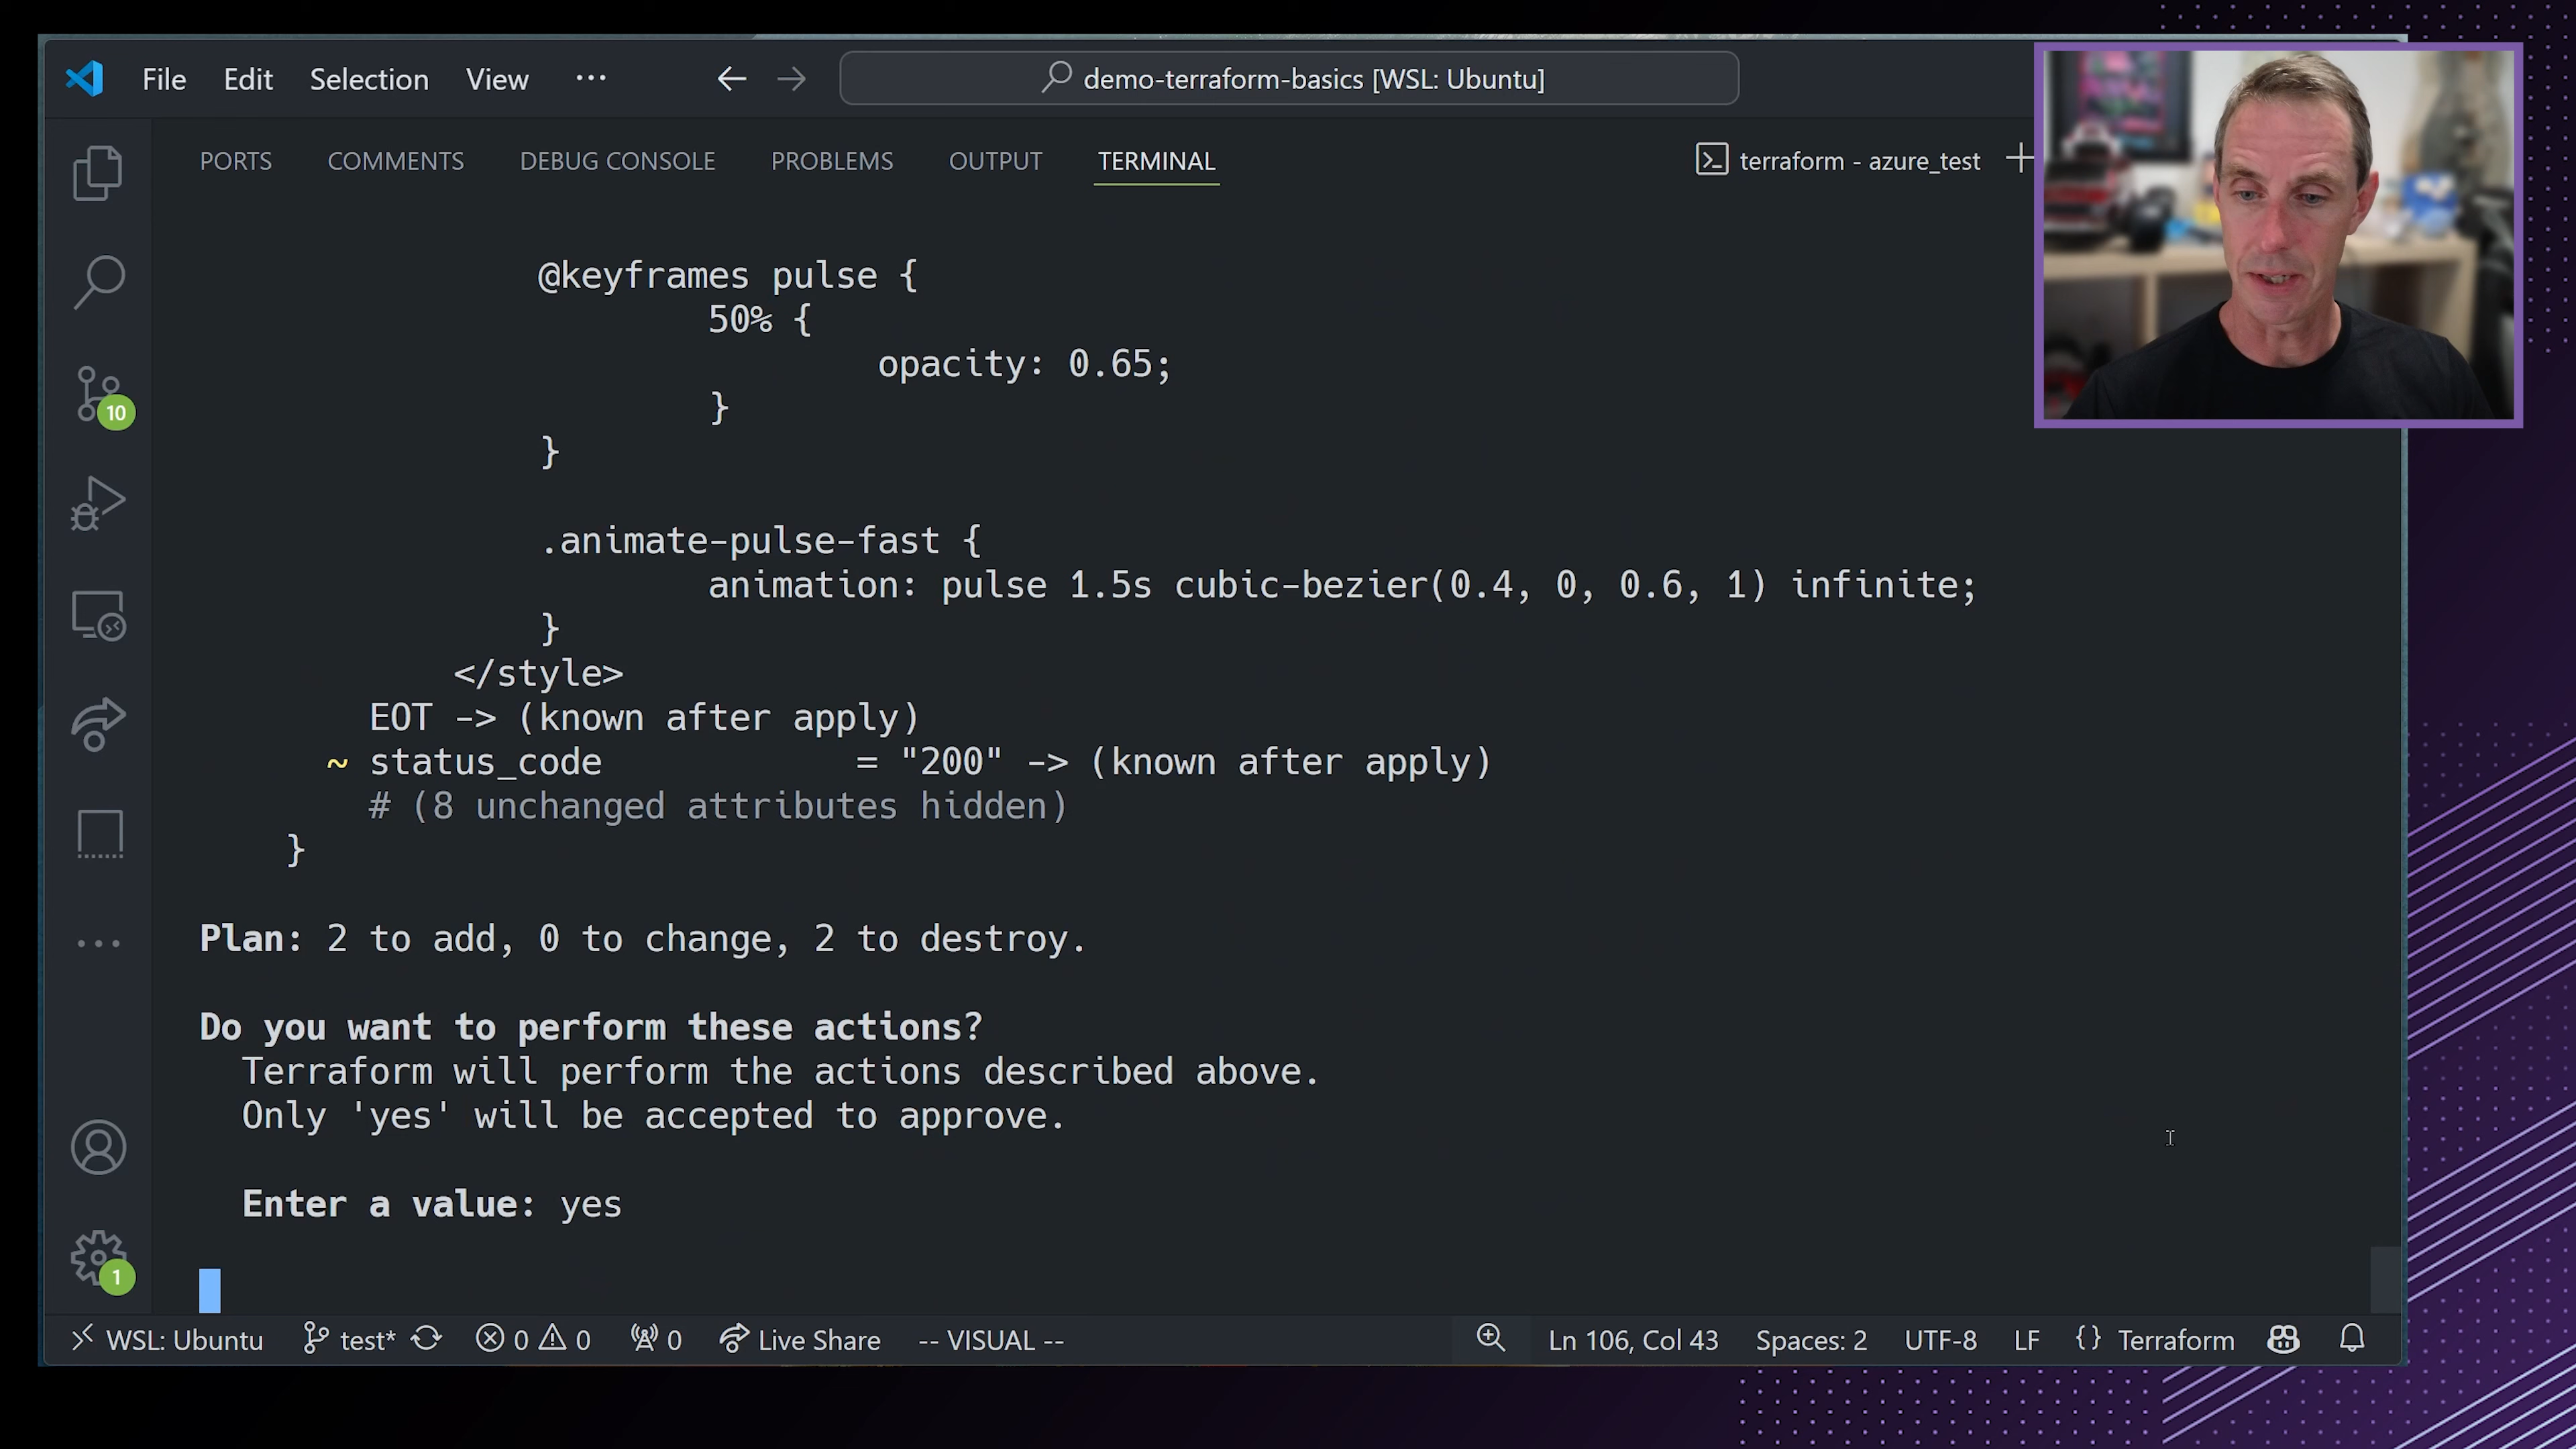 File Edit Selection View ···
demo-terraform-basics [WSL: Ubuntu]
PORTS COMMENTS DEBUG CONSOLE PROBLEMS OUTPUT TERMINAL
terraform - azure_test
@keyframes pulse {
50% {
opacity: 0.65;
}
}
.animate-pulse-fast {
animation: pulse 1.5s cubic-bezier(0.4, 0, 0.6, 1) infinite;
}
</style>
EOT -> (known after apply)
~ status_code = "200" -> (known after apply)
# (8 unchanged attributes hidden)
}
Plan: 2 to add, 0 to change, 2 to destroy.
Do you want to perform these actions?
Terraform will perform the actions described above.
Only 'yes' will be accepted to approve.
Enter a value: yes
10
1
WSL: Ubuntu test* 0 0 0 Live Share -- VISUAL -- Ln 106, Col 43 Spaces: 2 UTF-8 LF {} Terraform